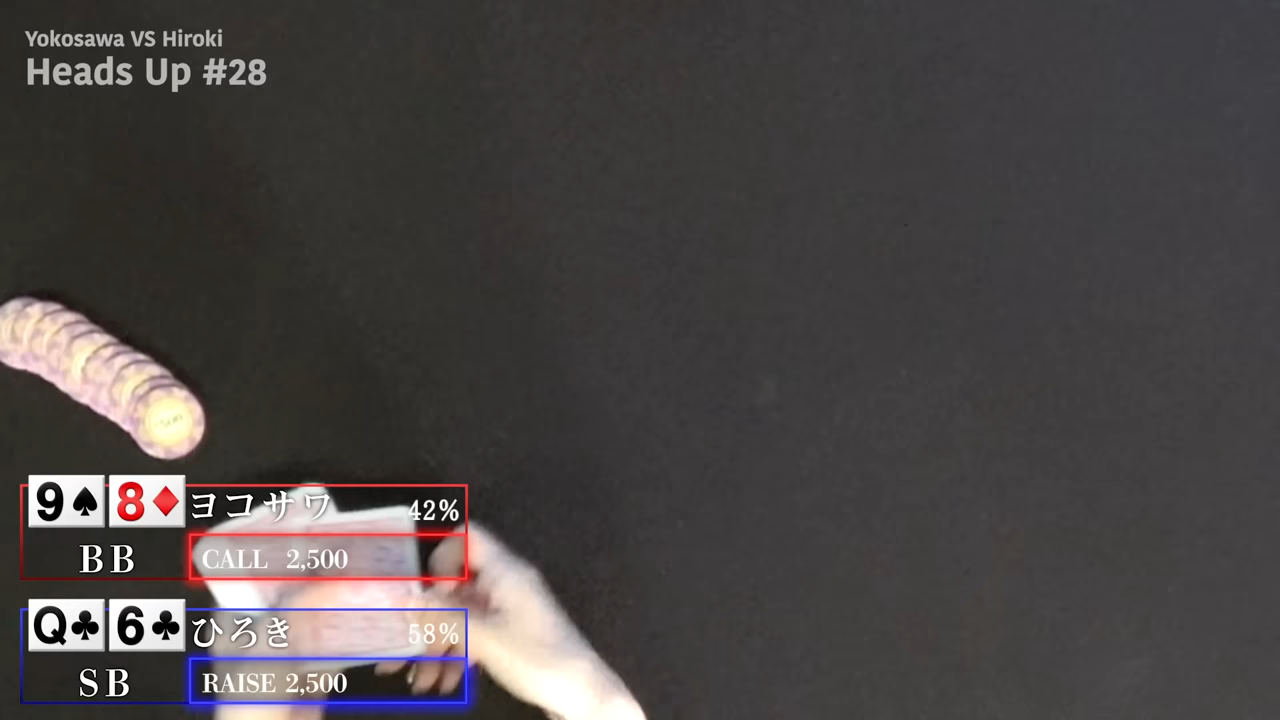 Yokosawa VS Hiroki
Heads Up #28
9♠ 8♦ ヨコサワ 42%
BB CALL 2,500
Q♣ 6♣ ひろき 58%
SB RAISE 2,500